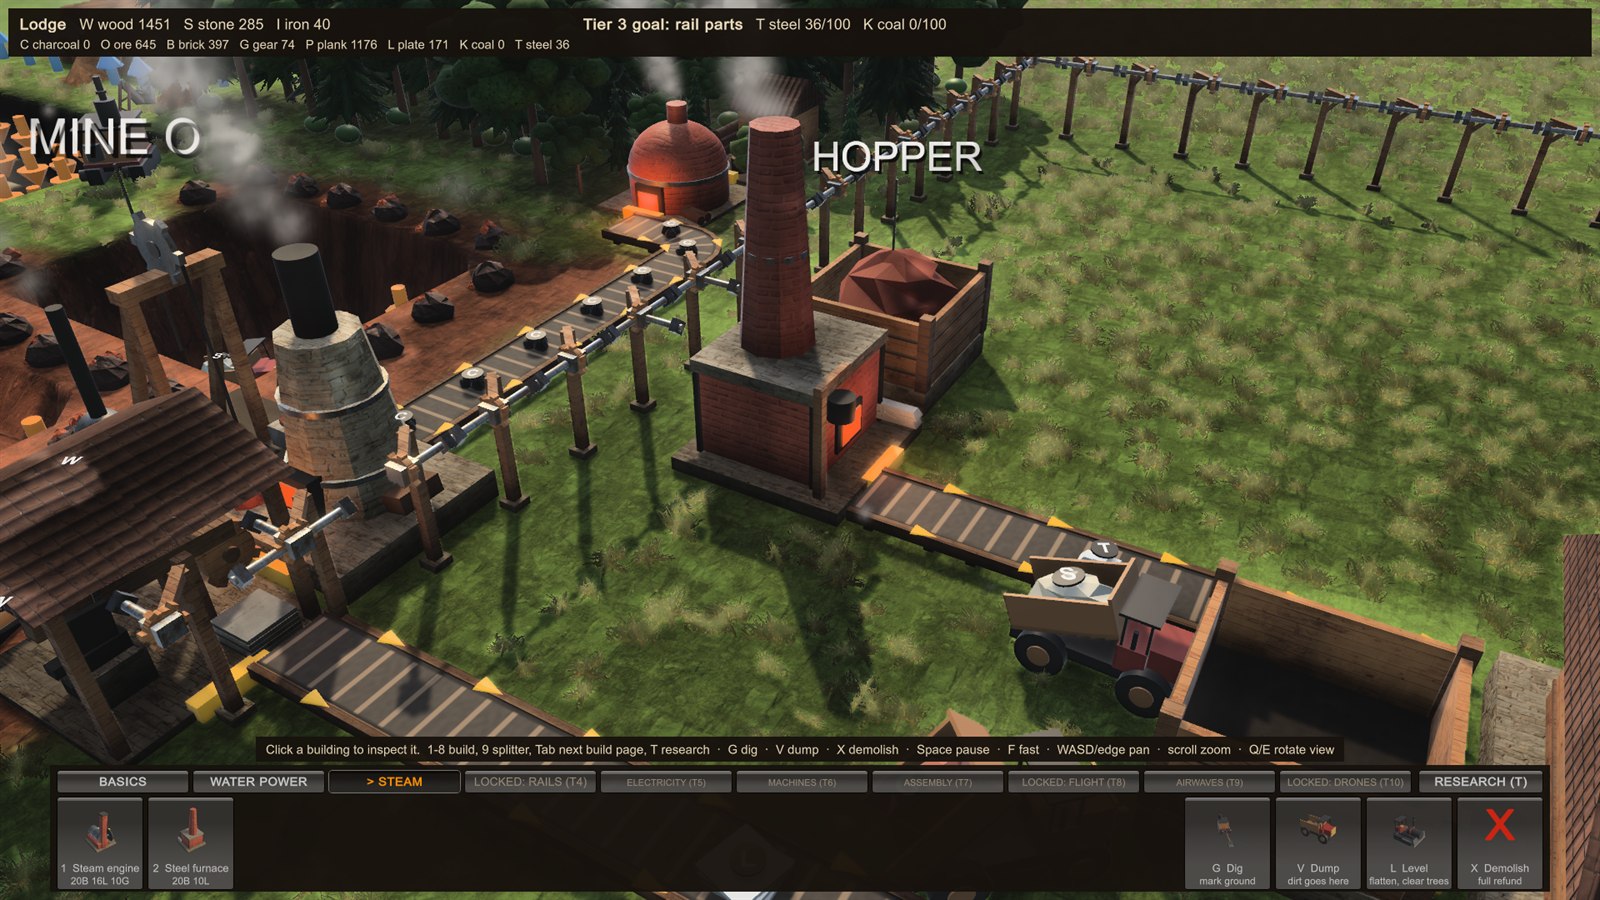 Lodge W wood 1451 S stone 285 I iron 40
C charcoal 0 O ore 645 B brick 397 G gear 74 P plank 1176 L plate 171 K coal 0 T steel 36
Tier 3 goal: rail parts T steel 36/100 K coal 0/100
MINE O
HOPPER
C
C
C
C
C
W
T
S
Click a building to inspect it. 1-8 build, 9 splitter, Tab next build page, T research · G dig · V dump · X demolish · Space pause · F fast · WASD/edge pan · scroll zoom · Q/E rotate view
BASICS
WATER POWER
> STEAM
LOCKED: RAILS (T4)
ELECTRICITY (T5)
MACHINES (T6)
ASSEMBLY (T7)
LOCKED: FLIGHT (T8)
AIRWAVES (T9)
LOCKED: DRONES (T10)
RESEARCH (T)
1 Steam engine
20B 16L 10G
2 Steel furnace
20B 10L
G Dig
mark ground
V Dump
dirt goes here
L Level
flatten, clear trees
X Demolish
full refund